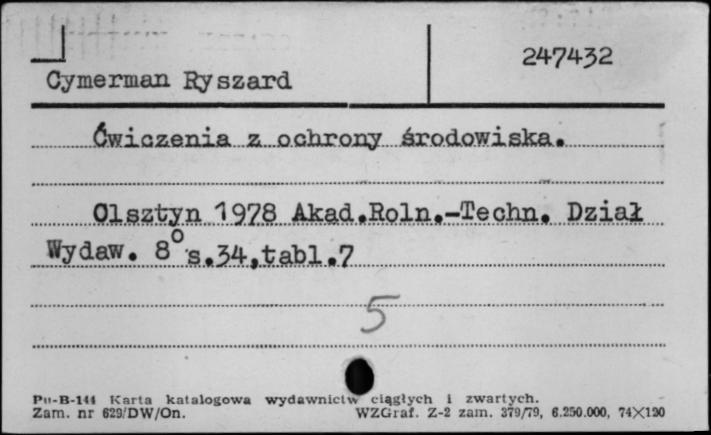 247432
Cymerman Ryszard
Ćwiczenia z ochrony środowiska.
Olsztyn 1978 Akad.Roln.-Techn. Dział
Wydaw. 8° s.34,tabl.7
5
Pu-B-144 Karta katalogowa wydawnictw ciągłych i zwartych.
Zam. nr 629/DW/On. WZGraf. Z-2 zam. 379/79, 6.250.000, 74X120